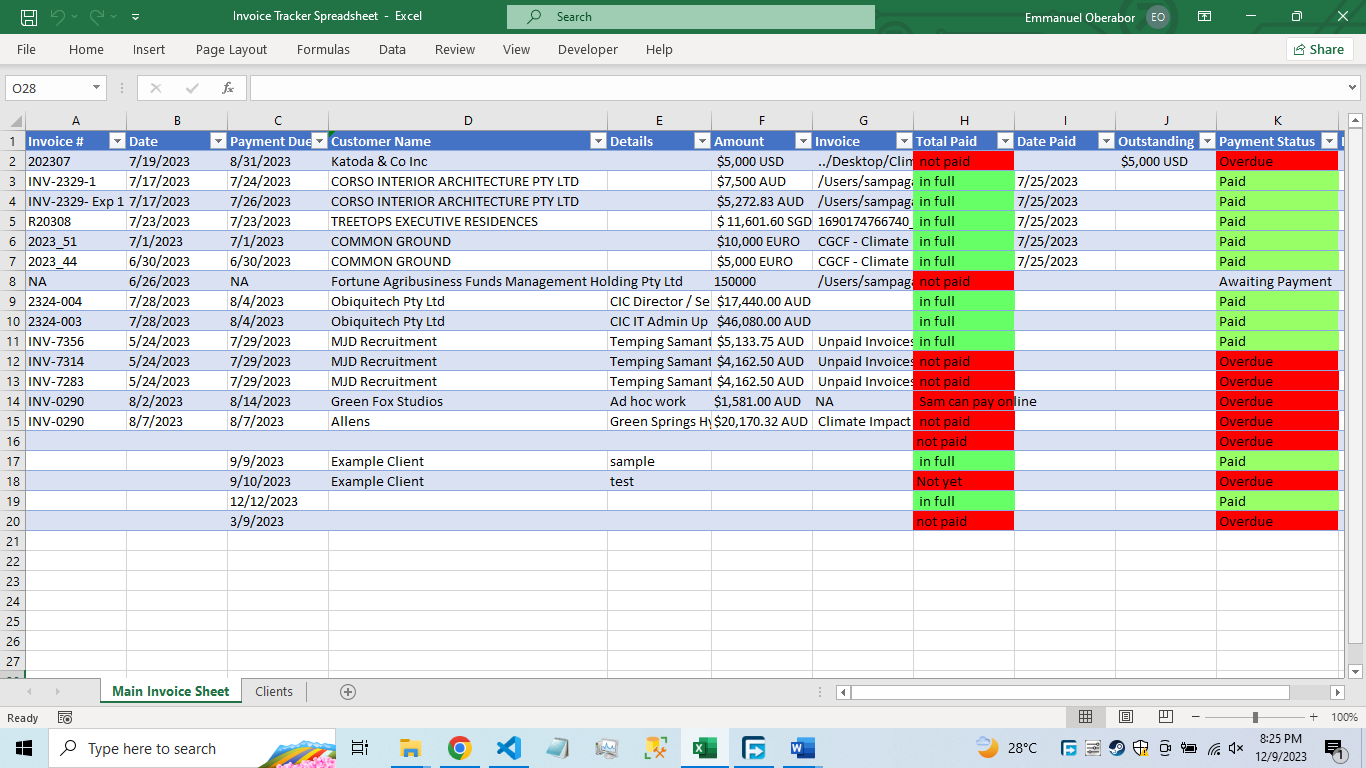 Invoice Tracker Spreadsheet - Excel
Search
Emmanuel Oberabor EO
File Home Insert Page Layout Formulas Data Review View Developer Help Share
O28 fx
A B C D E F G H I J K
1 Invoice # Date Payment Due Customer Name Details Amount Invoice Total Paid Date Paid Outstanding Payment Status
2 202307 7/19/2023 8/31/2023 Katoda & Co Inc $5,000 USD ../Desktop/Clim not paid $5,000 USD Overdue
3 INV-2329-1 7/17/2023 7/24/2023 CORSO INTERIOR ARCHITECTURE PTY LTD $7,500 AUD /Users/sampaga in full 7/25/2023 Paid
4 INV-2329- Exp 1 7/17/2023 7/26/2023 CORSO INTERIOR ARCHITECTURE PTY LTD $5,272.83 AUD /Users/sampaga in full 7/25/2023 Paid
5 R20308 7/23/2023 7/23/2023 TREETOPS EXECUTIVE RESIDENCES $ 11,601.60 SGD 1690174766740_ in full 7/25/2023 Paid
6 2023_51 7/1/2023 7/1/2023 COMMON GROUND $10,000 EURO CGCF - Climate in full 7/25/2023 Paid
7 2023_44 6/30/2023 6/30/2023 COMMON GROUND $5,000 EURO CGCF - Climate in full 7/25/2023 Paid
8 NA 6/26/2023 NA Fortune Agribusiness Funds Management Holding Pty Ltd 150000 /Users/sampaga not paid Awaiting Payment
9 2324-004 7/28/2023 8/4/2023 Obiquitech Pty Ltd CIC Director / Se $17,440.00 AUD in full Paid
10 2324-003 7/28/2023 8/4/2023 Obiquitech Pty Ltd CIC IT Admin Up $46,080.00 AUD in full Paid
11 INV-7356 5/24/2023 7/29/2023 MJD Recruitment Temping Samant $5,133.75 AUD Unpaid Invoices in full Paid
12 INV-7314 5/24/2023 7/29/2023 MJD Recruitment Temping Samant $4,162.50 AUD Unpaid Invoices not paid Overdue
13 INV-7283 5/24/2023 7/29/2023 MJD Recruitment Temping Samant $4,162.50 AUD Unpaid Invoices not paid Overdue
14 INV-0290 8/2/2023 8/14/2023 Green Fox Studios Ad hoc work $1,581.00 AUD NA Sam can pay online Overdue
15 INV-0290 8/7/2023 8/7/2023 Allens Green Springs Hy $20,170.32 AUD Climate Impact not paid Overdue
16 not paid Overdue
17 9/9/2023 Example Client sample in full Paid
18 9/10/2023 Example Client test Not yet Overdue
19 12/12/2023 in full Paid
20 3/9/2023 not paid Overdue
21
22
23
24
25
26
27
Main Invoice Sheet Clients
Ready 100%
Type here to search 28°C 8:25 PM
12/9/2023 1